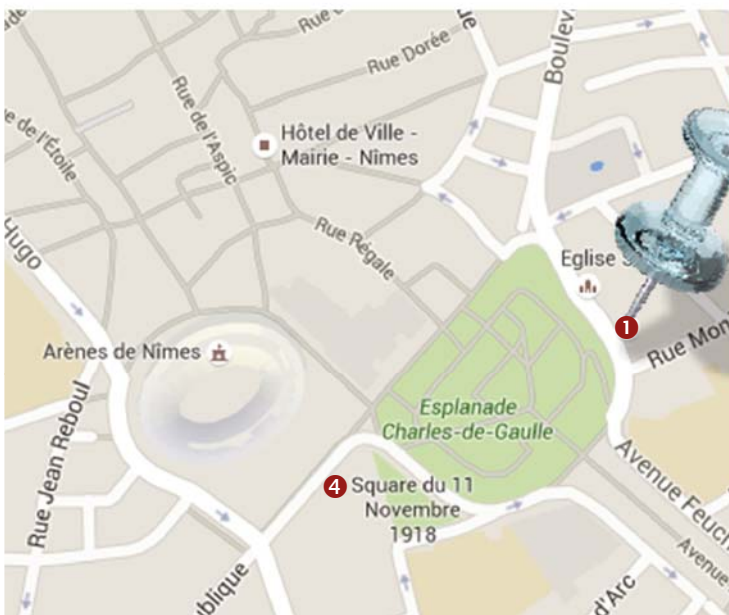 Rue Dorée
Boulev
Rue de l'Aspic
Hôtel de Ville -
Mairie - Nîmes
e de l'Étoile
Hugo
Rue Régale
Eglise S
1
Rue Mon
Arènes de Nîmes
Rue Jean Reboul
Esplanade
Charles-de-Gaulle
4 Square du 11
Novembre
1918
Avenue Feuch
Avenue
ublique
d'Arc